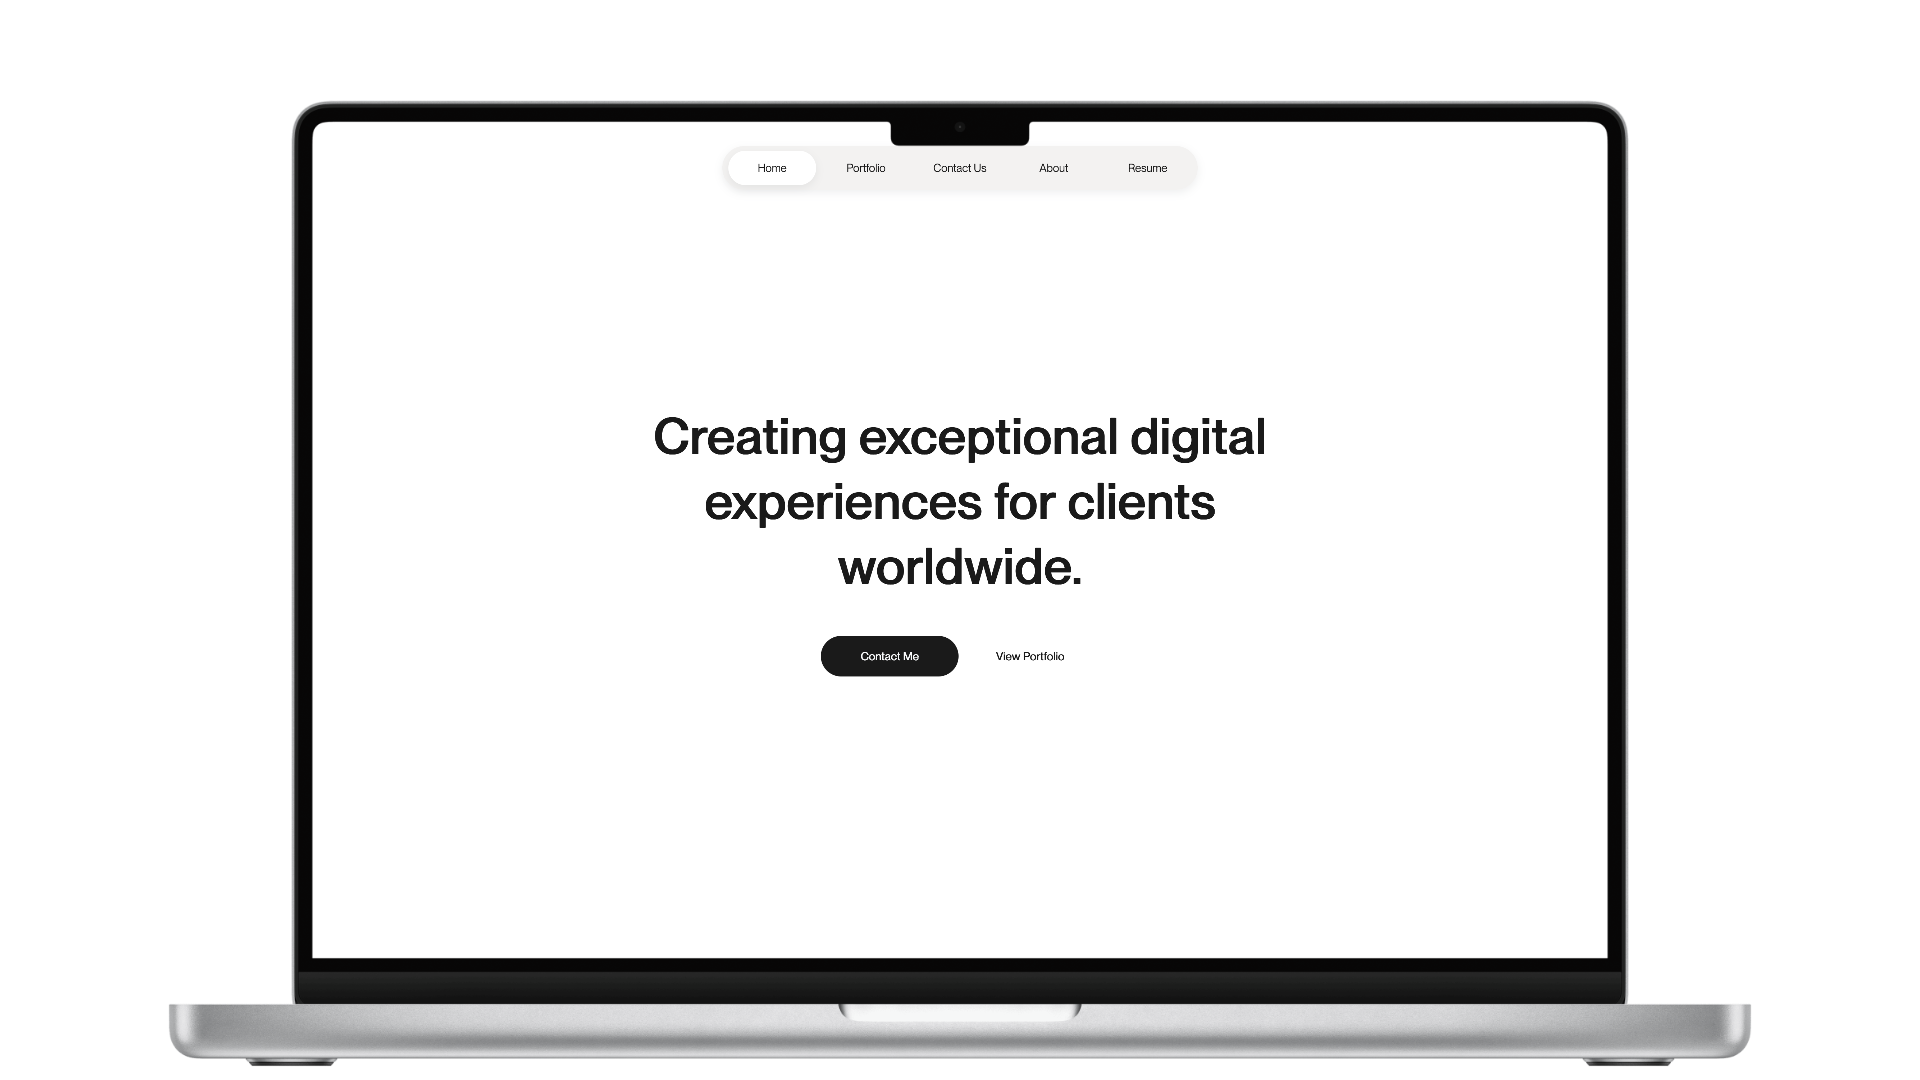 Home Portfolio Contact Us About Resume
Creating exceptional digital
experiences for clients
worldwide.
Contact Me View Portfolio